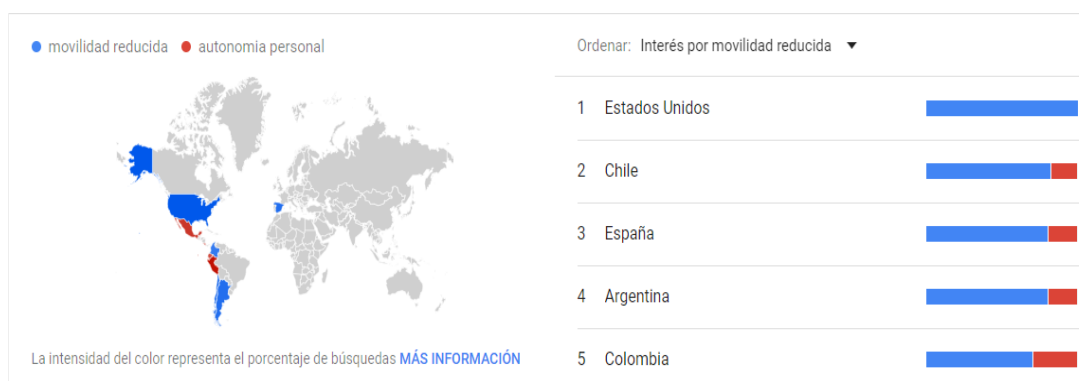 movilidad reducida autonomia personal
Ordenar: Interés por movilidad reducida
1 Estados Unidos
2 Chile
3 España
4 Argentina
5 Colombia
La intensidad del color representa el porcentaje de búsquedas MÁS INFORMACIÓN